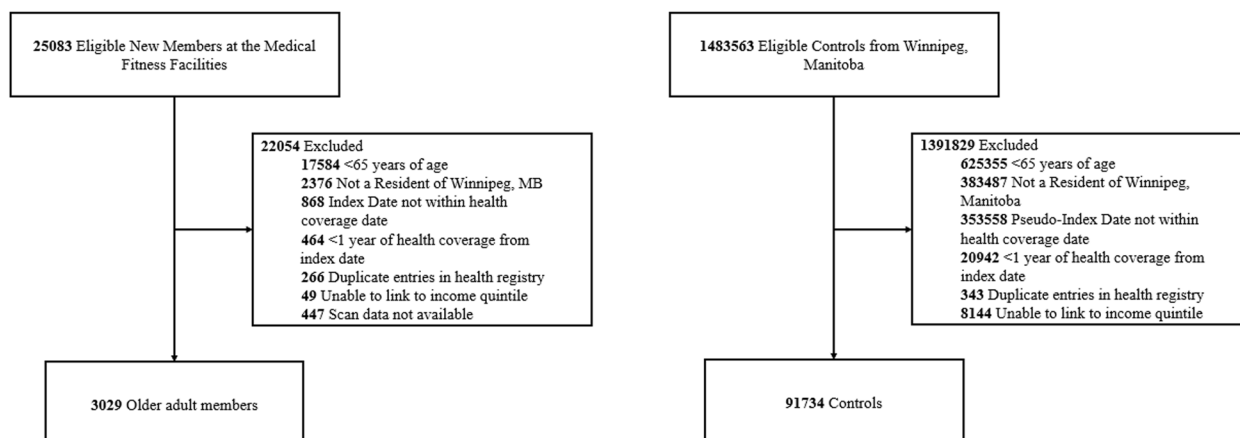 25083 Eligible New Members at the Medical
Fitness Facilities
22054 Excluded
17584 <65 years of age
2376 Not a Resident of Winnipeg, MB
868 Index Date not within health
coverage date
464 <1 year of health coverage from
index date
266 Duplicate entries in health registry
49 Unable to link to income quintile
447 Scan data not available
3029 Older adult members
1483563 Eligible Controls from Winnipeg,
Manitoba
1391829 Excluded
625355 <65 years of age
383487 Not a Resident of Winnipeg,
Manitoba
353558 Pseudo-Index Date not within
health coverage date
20942 <1 year of health coverage from
index date
343 Duplicate entries in health registry
8144 Unable to link to income quintile
91734 Controls